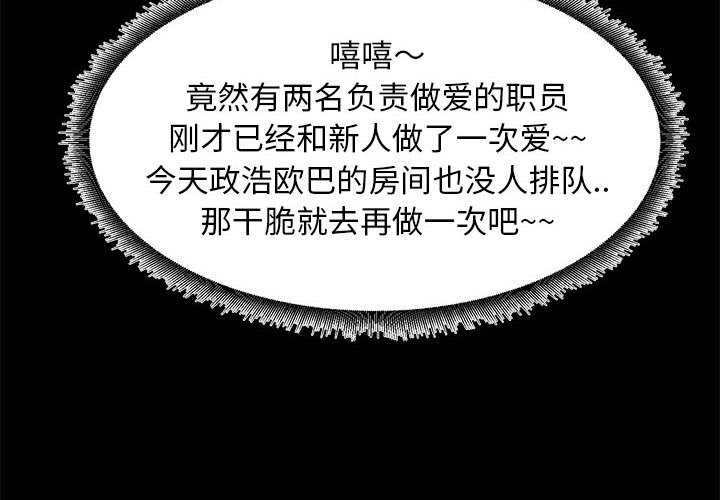 嘻嘻～
竟然有两名负责做爱的职员
刚才已经和新人做了一次爱~~
今天政浩欧巴的房间也没人排队..
那干脆就去再做一次吧~~